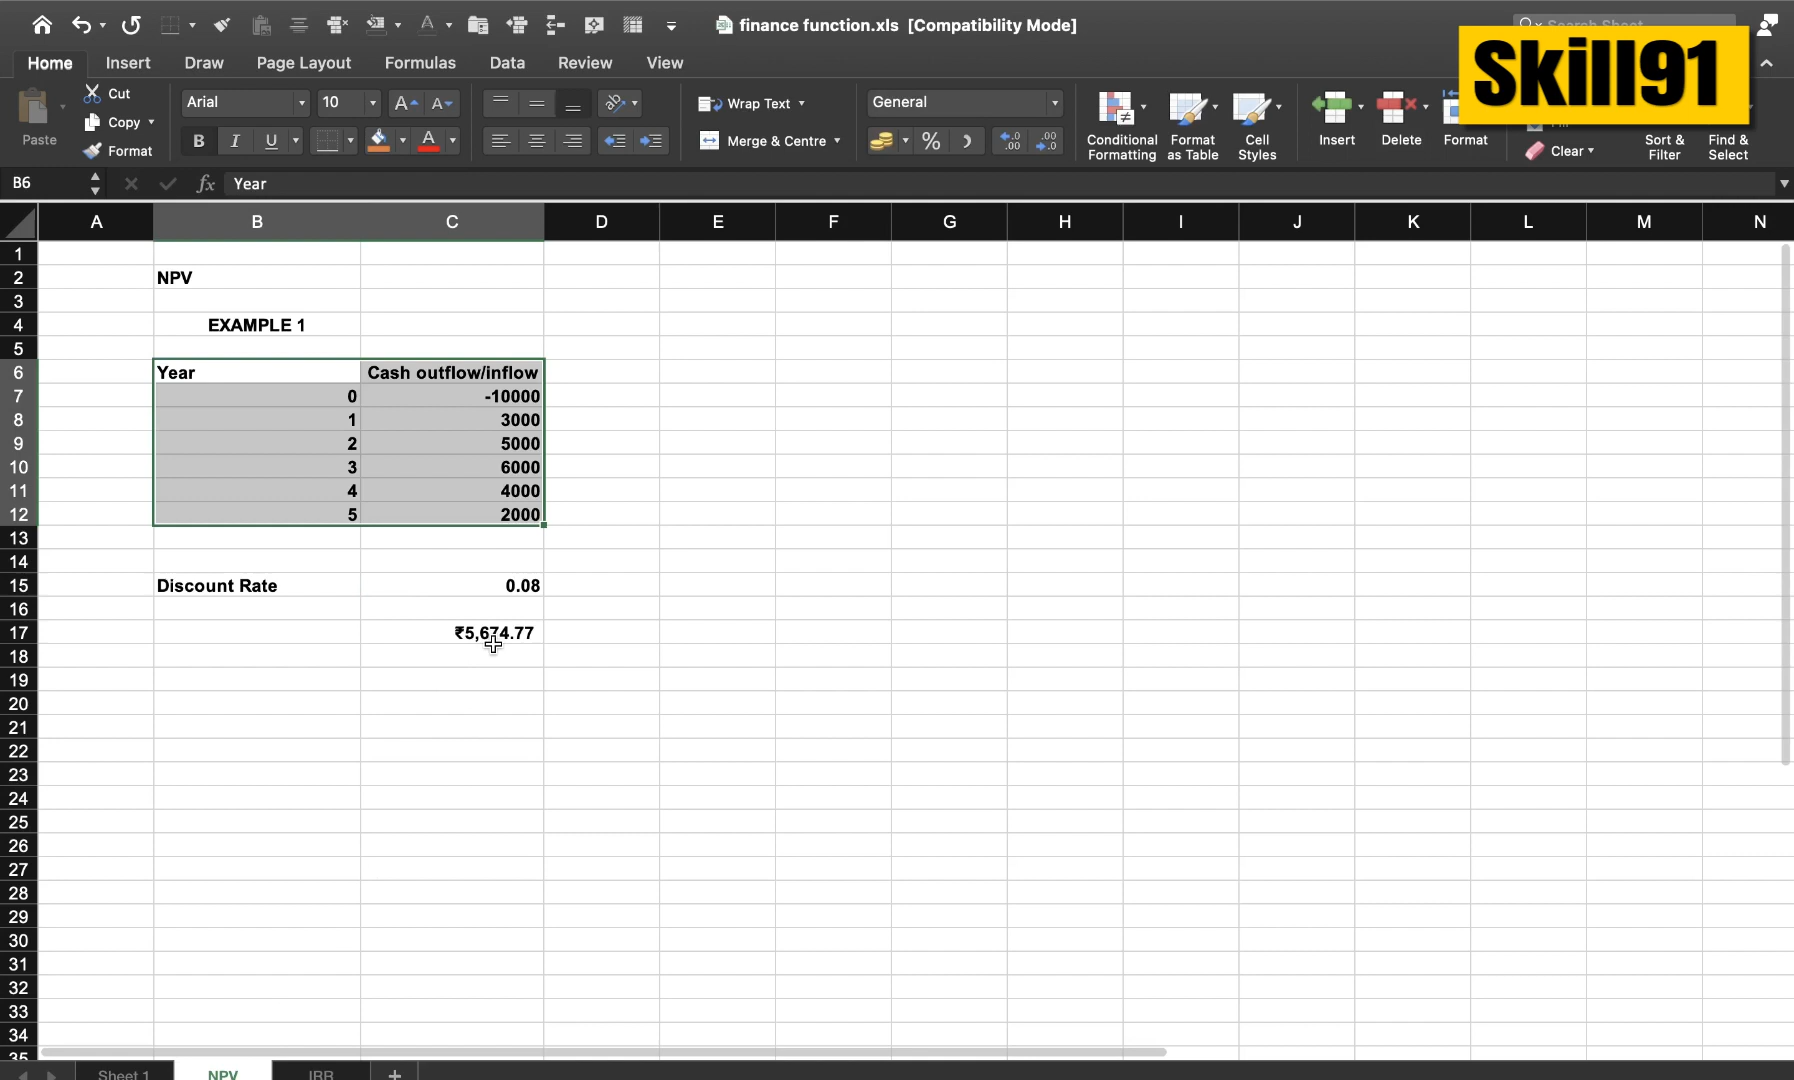 finance function.xls [Compatibility Mode]
Skill91
Home Insert Draw Page Layout Formulas Data Review View
Paste
Cut
Copy
Format
Arial 10
B I U
Wrap Text
Merge & Centre
General
%
Conditional Formatting
Format as Table
Cell Styles
Insert
Delete
Format
Clear
Sort & Filter
Find & Select
B6 fx Year
A B C D E F G H I J K L M N
1
2 NPV
3
4 EXAMPLE 1
5
6 Year Cash outflow/inflow
7 0 -10000
8 1 3000
9 2 5000
10 3 6000
11 4 4000
12 5 2000
13
14
15 Discount Rate 0.08
16
17 ₹5,674.77
18
19
20
21
22
23
24
25
26
27
28
29
30
31
32
33
34
35
Sheet 1 NPV IRR +